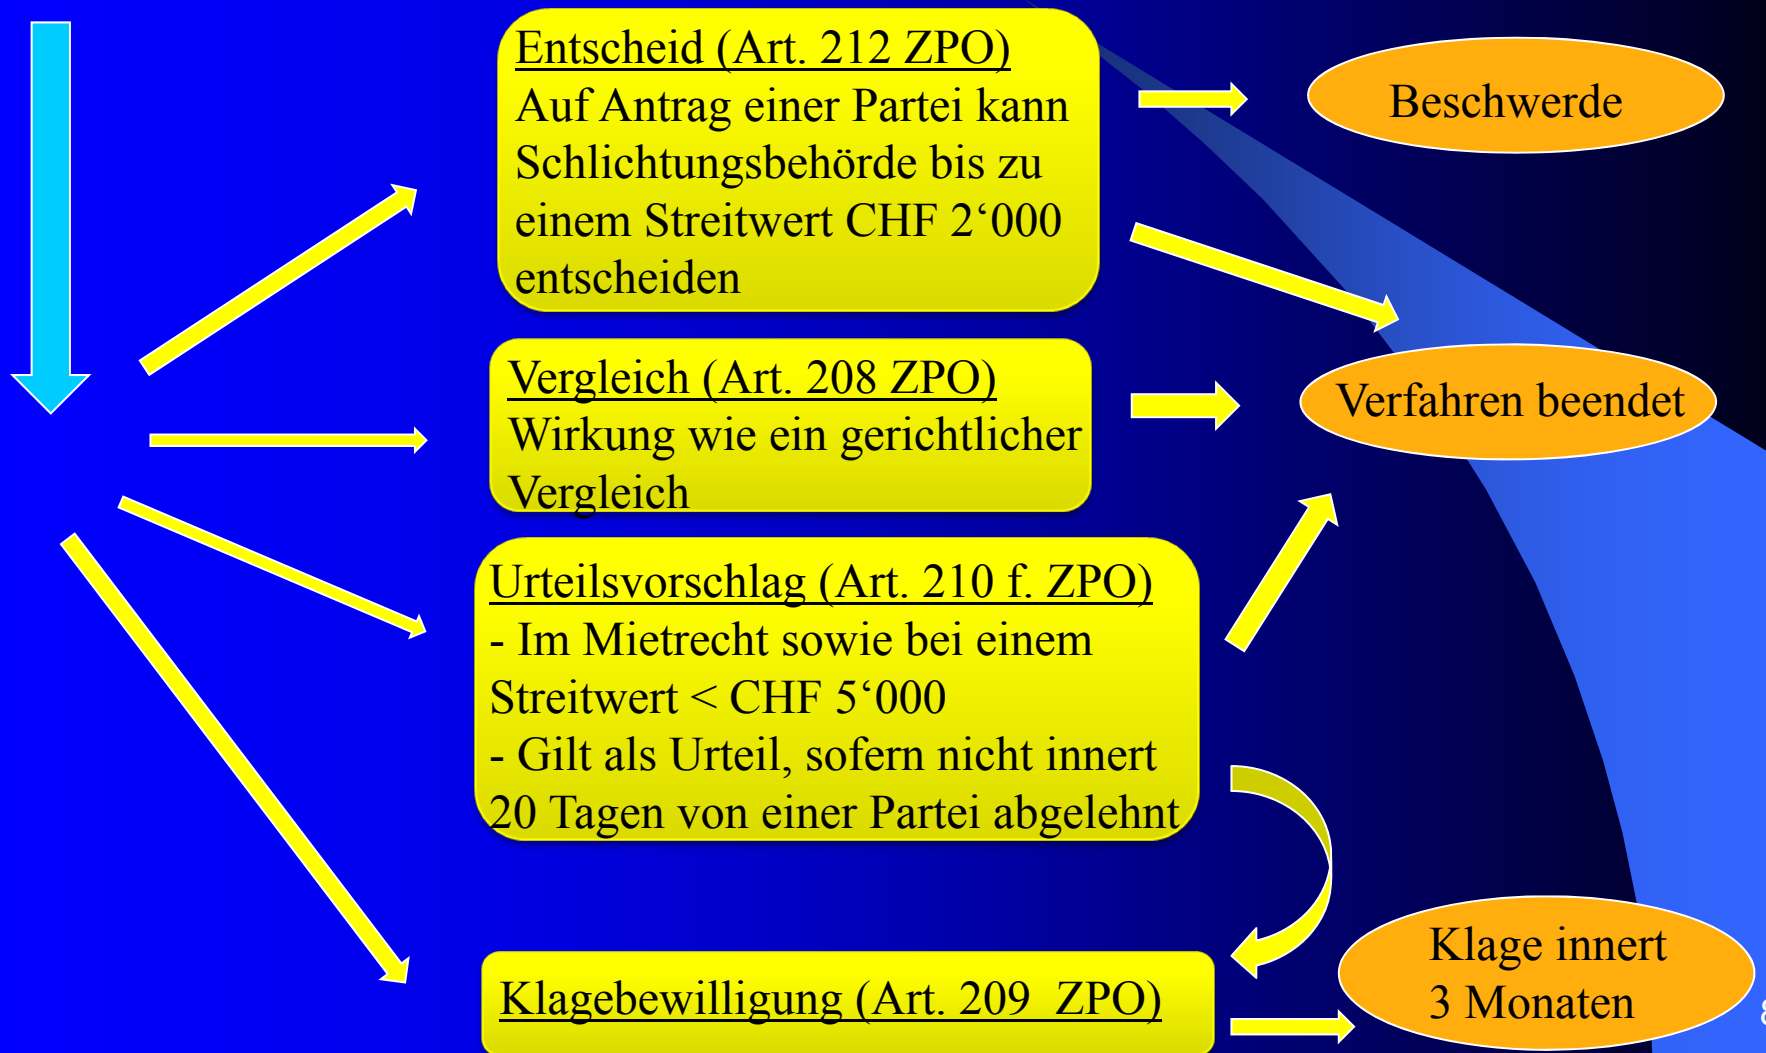 Entscheid (Art. 212 ZPO)
Auf Antrag einer Partei kann
Schlichtungsbehörde bis zu
einem Streitwert CHF 2‘000
entscheiden
Beschwerde
Vergleich (Art. 208 ZPO)
Wirkung wie ein gerichtlicher
Vergleich
Verfahren beendet
Urteilsvorschlag (Art. 210 f. ZPO)
- Im Mietrecht sowie bei einem
Streitwert < CHF 5‘000
- Gilt als Urteil, sofern nicht innert
20 Tagen von einer Partei abgelehnt
Klagebewilligung (Art. 209  ZPO)
Klage innert
3 Monaten
8